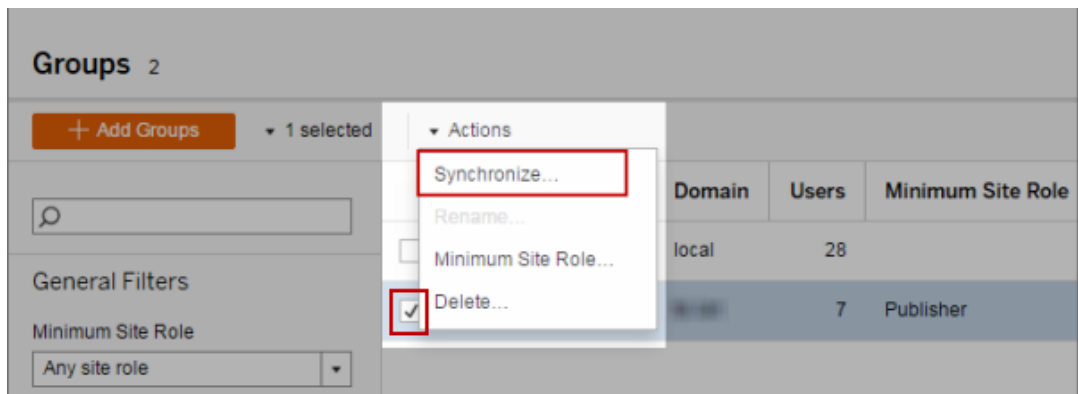 Groups 2
+ Add Groups
1 selected
Actions
Synchronize...
Rename...
Minimum Site Role...
Delete...
Domain Users Minimum Site Role
local 28
7 Publisher
General Filters
Minimum Site Role
Any site role